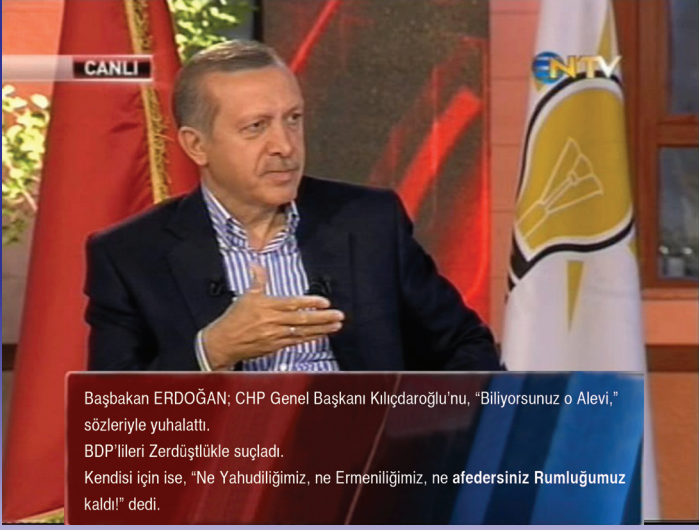 CANLI
NTV
Başbakan ERDOĞAN; CHP Genel Başkanı Kılıçdaroğlu'nu, “Biliyorsunuz o Alevi,”
sözleriyle yuhalattı.
BDP'lileri Zerdüştlükle suçladı.
Kendisi için ise, “Ne Yahudiliğimiz, ne Ermeniliğimiz, ne afedersiniz Rumluğumuz
kaldı!” dedi.